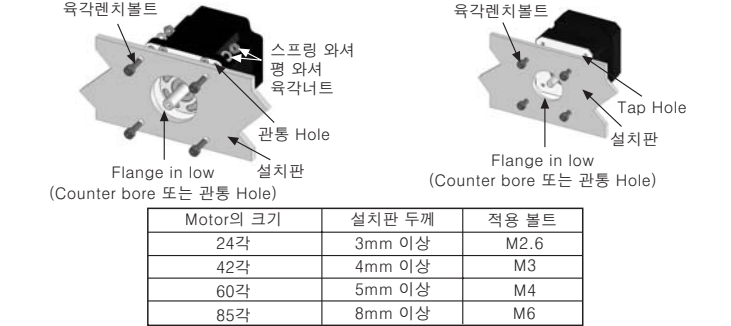 육각렌치볼트
스프링 와셔
평 와셔
육각너트
관통 Hole
설치판
Flange in low
(Counter bore 또는 관통 Hole)
육각렌치볼트
Tap Hole
설치판
Flange in low
(Counter bore 또는 관통 Hole)
Motor의 크기 설치판 두께 적용 볼트
24각 3mm 이상 M2.6
42각 4mm 이상 M3
60각 5mm 이상 M4
85각 8mm 이상 M6